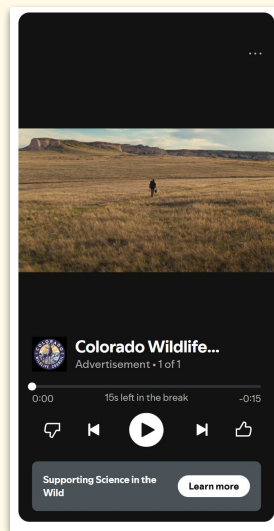 Colorado Wildlife...
Advertisement • 1 of 1
0:00 15s left in the break -0:15
Supporting Science in the
Wild
Learn more